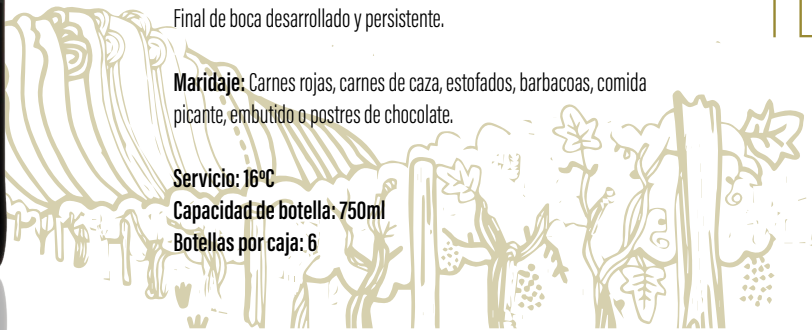 Final de boca desarrollado y persistente.
Maridaje: Carnes rojas, carnes de caza, estofados, barbacoas, comida
picante, embutido o postres de chocolate.
Servicio: 16ºC
Capacidad de botella: 750ml
Botellas por caja: 6